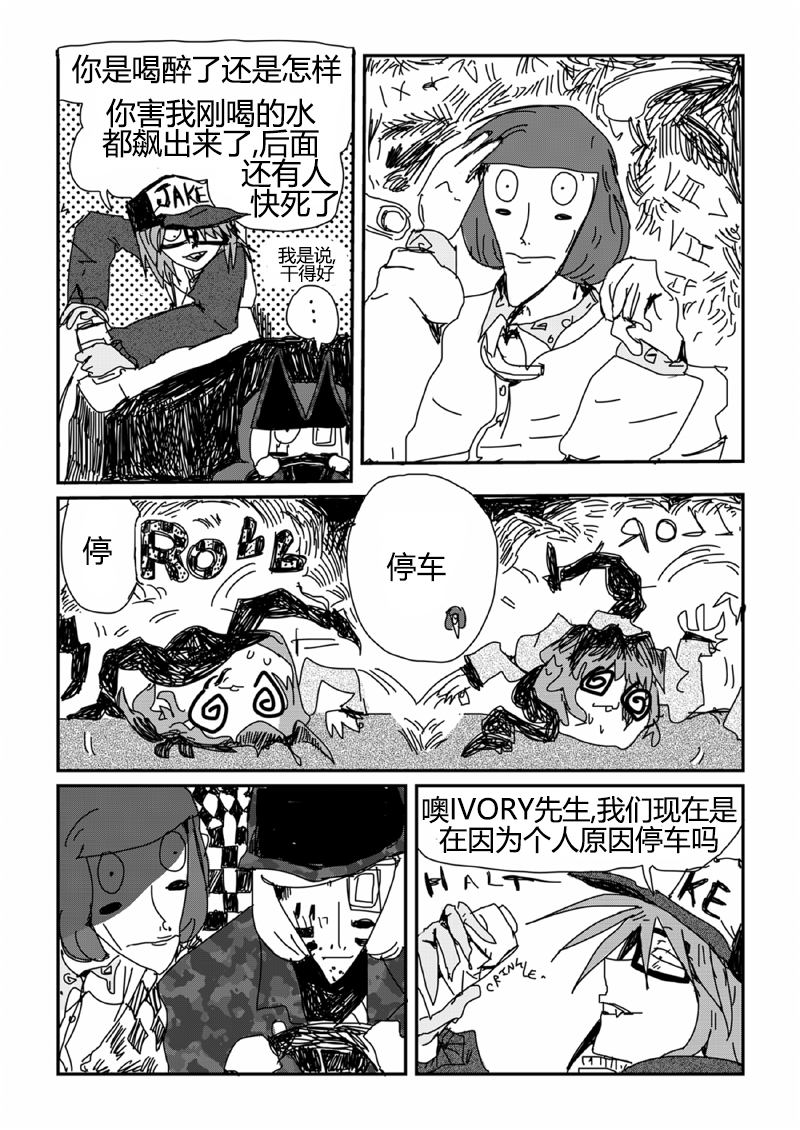 你是喝醉了还是怎样
你害我刚喝的水
都飙出来了,后面
还有人
快死了
JAKE
我是说,
干得好
...
停
ROLL
停车
ROLL
噢IVORY先生,我们现在是
在因为个人原因停车吗
HALT
KE
CRINGLE.